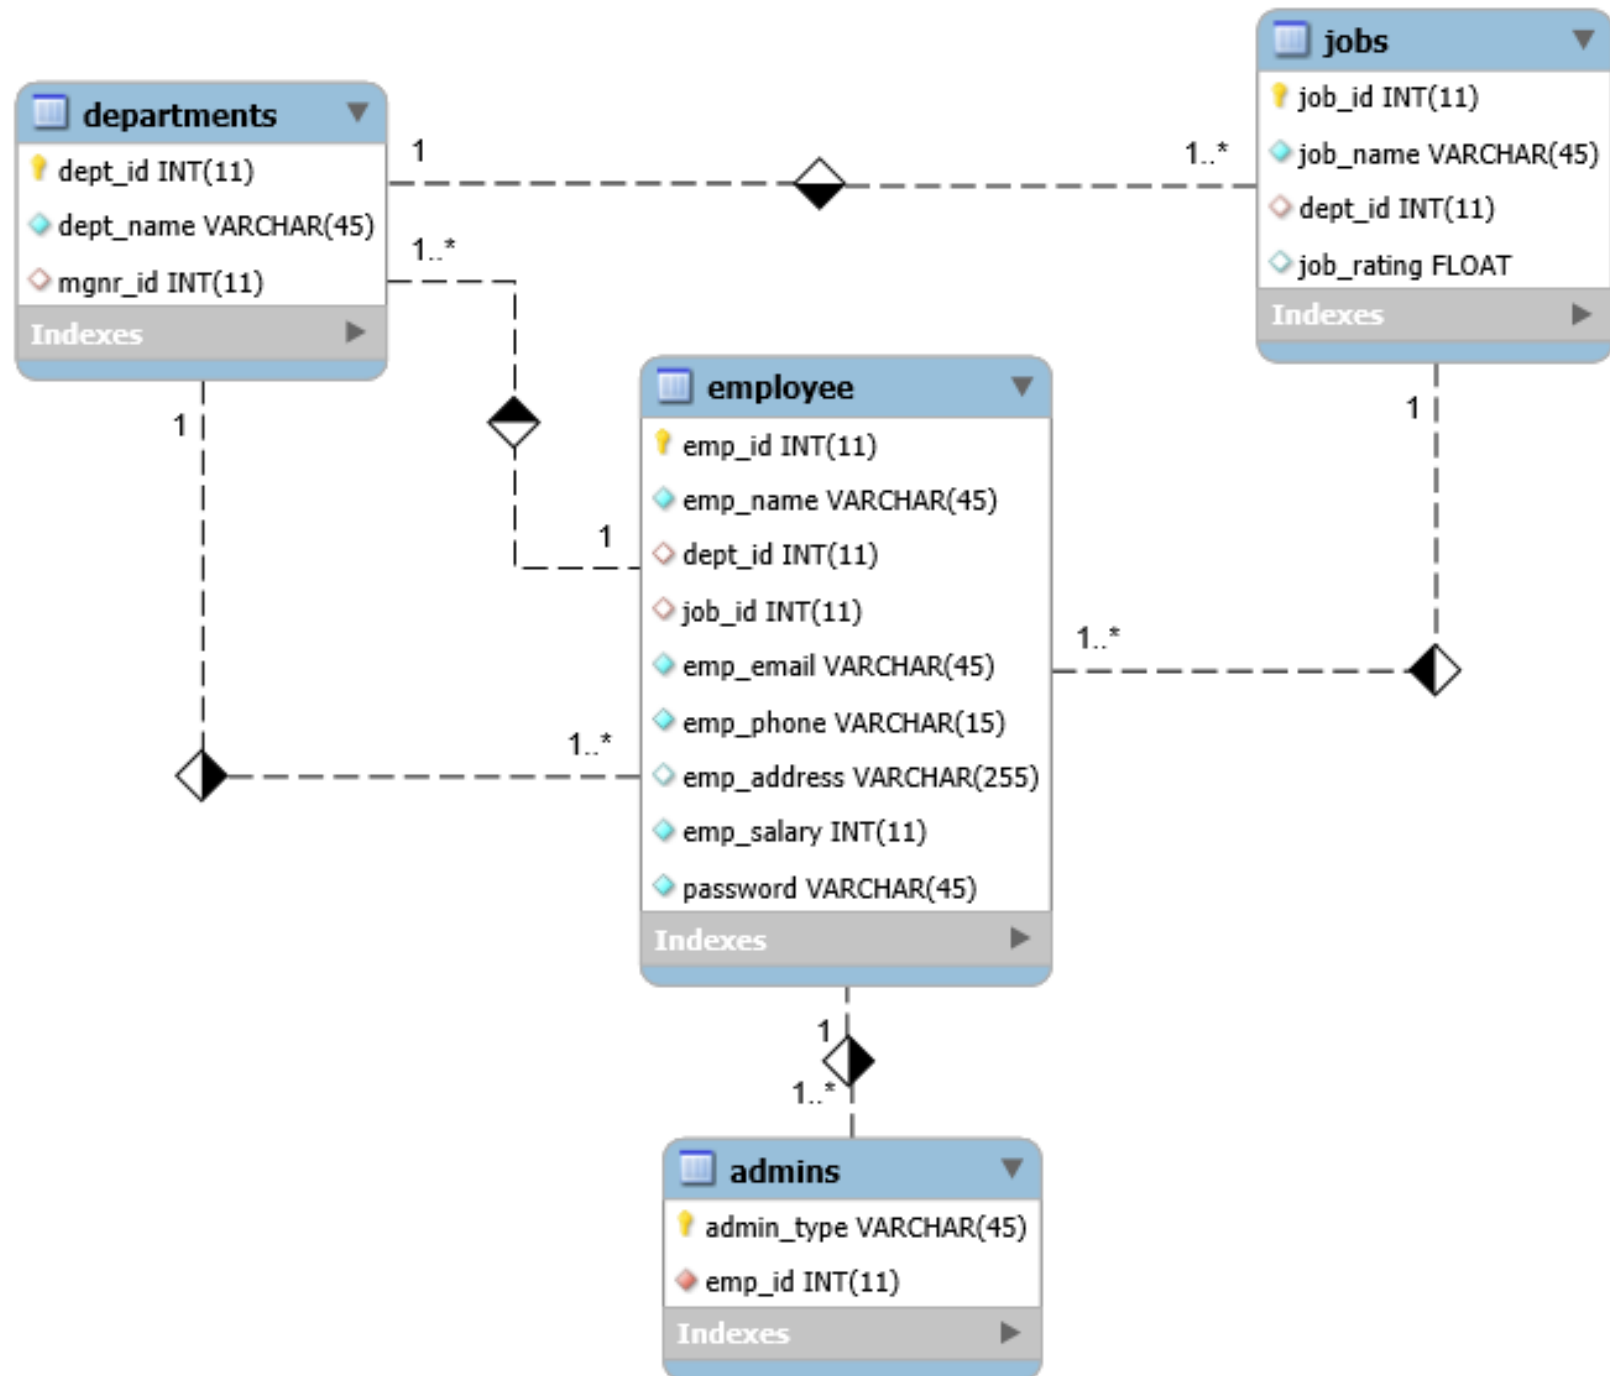 departments
dept_id INT(11)
dept_name VARCHAR(45)
mgnr_id INT(11)
Indexes
1
1..*
1..*
1
jobs
job_id INT(11)
job_name VARCHAR(45)
dept_id INT(11)
job_rating FLOAT
Indexes
1
employee
emp_id INT(11)
emp_name VARCHAR(45)
dept_id INT(11)
job_id INT(11)
emp_email VARCHAR(45)
emp_phone VARCHAR(15)
emp_address VARCHAR(255)
emp_salary INT(11)
password VARCHAR(45)
Indexes
1
1..*
1..*
1
1..*
admins
admin_type VARCHAR(45)
emp_id INT(11)
Indexes